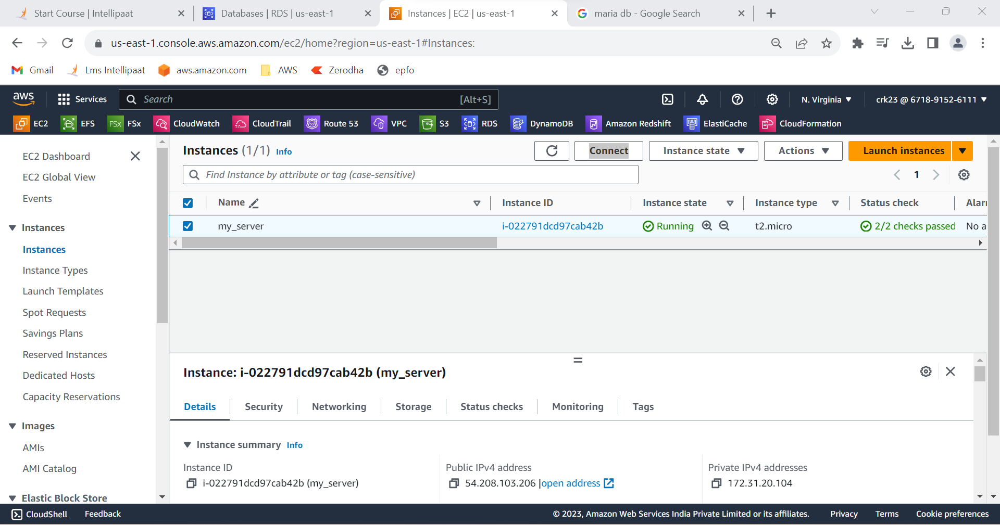 Start Course | Intellipaat
Databases | RDS | us-east-1
Instances | EC2 | us-east-1
maria db - Google Search
us-east-1.console.aws.amazon.com/ec2/home?region=us-east-1#Instances:
Gmail
Lms Intellipaat
aws.amazon.com
AWS
Zerodha
epfo
aws
Services
Search
[Alt+S]
N. Virginia
crk23 @ 6718-9152-6111
EC2
EFS
FSx
FSx
CloudWatch
CloudTrail
53
Route 53
VPC
S3
RDS
DynamoDB
Amazon Redshift
ElastiCache
CloudFormation
EC2 Dashboard
EC2 Global View
Events
Instances
Instances
Instance Types
Launch Templates
Spot Requests
Savings Plans
Reserved Instances
Dedicated Hosts
Capacity Reservations
Images
AMIs
AMI Catalog
Elastic Block Store
Instances (1/1) Info
Connect
Instance state
Actions
Launch instances
Find Instance by attribute or tag (case-sensitive)
1
Name
Instance ID
Instance state
Instance type
Status check
Alarr
my_server
i-022791dcd97cab42b
Running
t2.micro
2/2 checks passed
No a
Instance: i-022791dcd97cab42b (my_server)
Details
Security
Networking
Storage
Status checks
Monitoring
Tags
Instance summary Info
Instance ID
i-022791dcd97cab42b (my_server)
Public IPv4 address
54.208.103.206 |open address
Private IPv4 addresses
172.31.20.104
CloudShell
Feedback
© 2023, Amazon Web Services India Private Limited or its affiliates.
Privacy
Terms
Cookie preferences